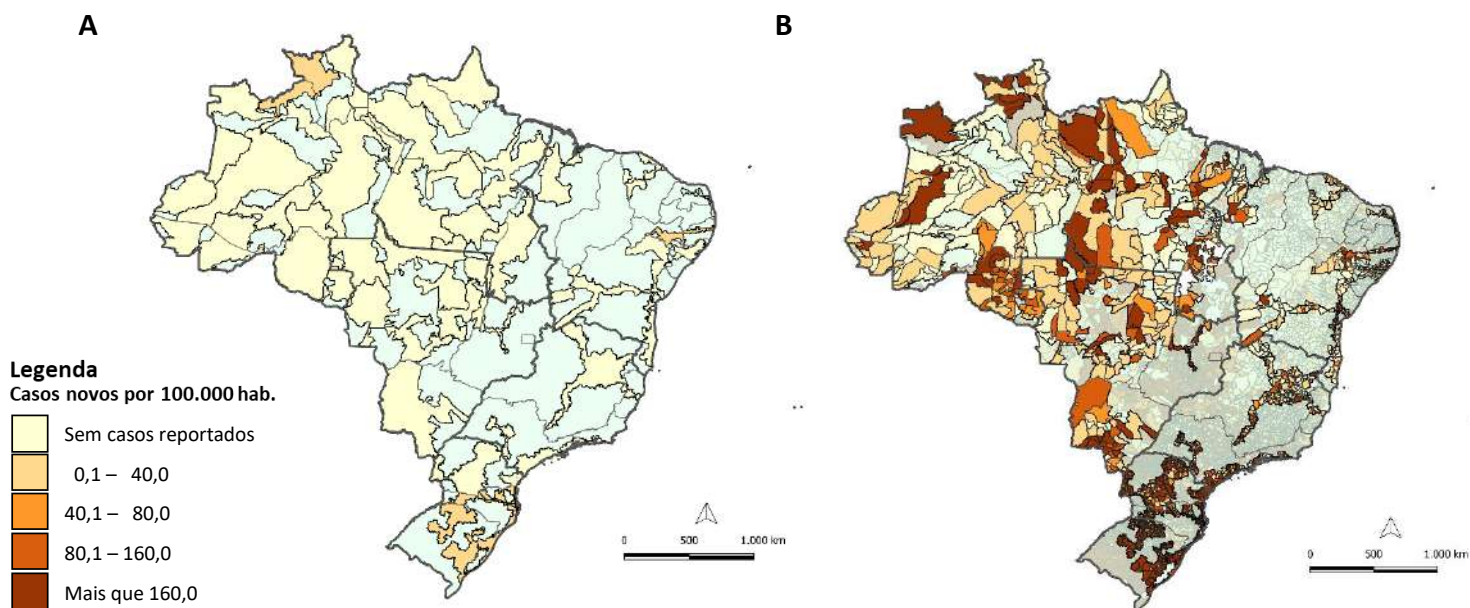 A
B
Legenda
Casos novos por 100.000 hab.
Sem casos reportados
0,1 – 40,0
40,1 – 80,0
80,1 – 160,0
Mais que 160,0
0 500 1.000 km
0 500 1.000 km